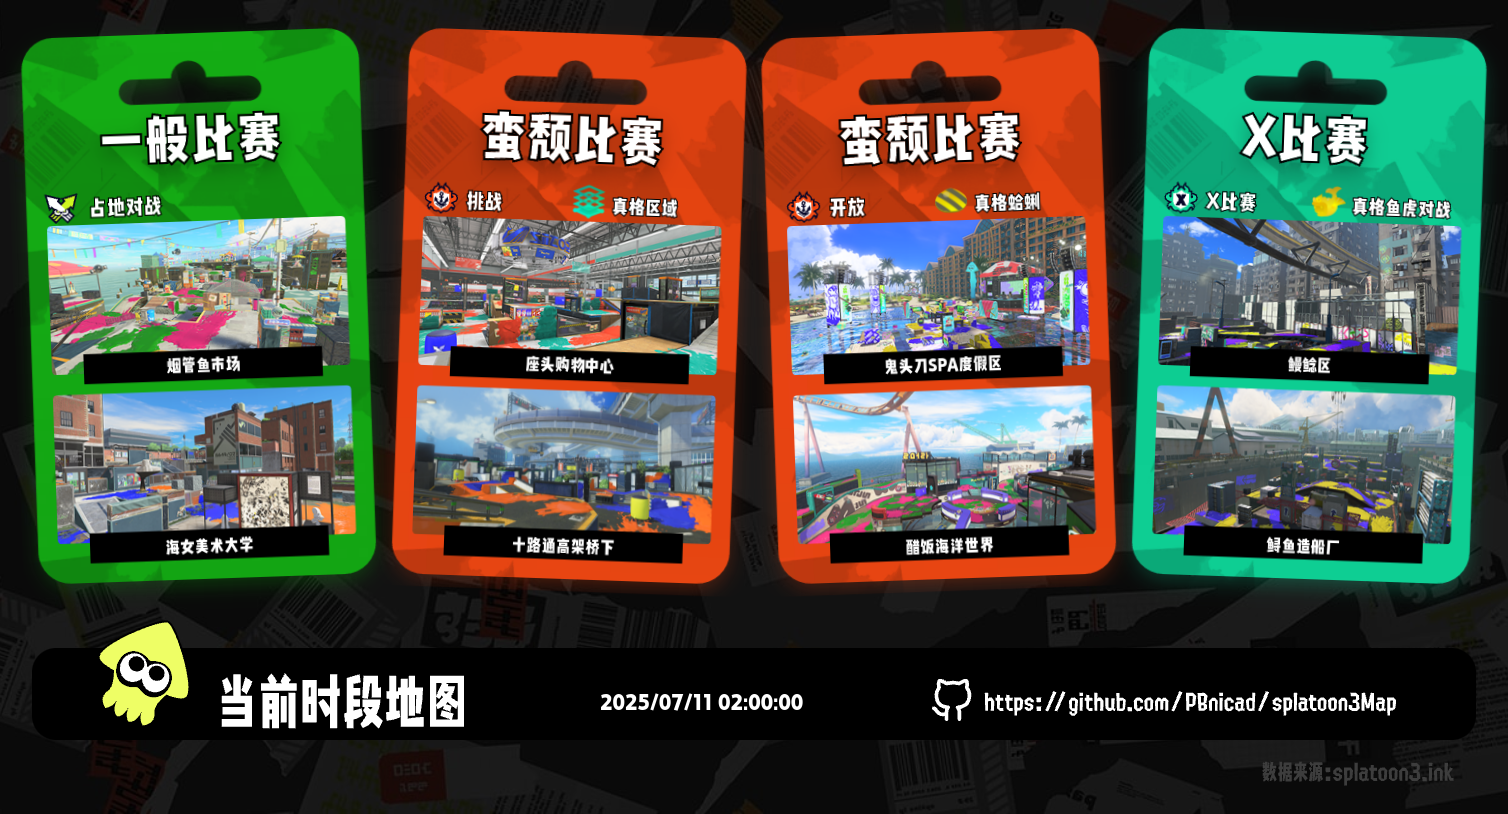 一般比赛
占地对战
烟管鱼市场
海女美术大学
蛮颓比赛
挑战
真格区域
座头购物中心
十路通高架桥下
蛮颓比赛
开放
真格蛤蜊
鬼头刀SPA度假区
醋饭海洋世界
X比赛
X比赛
真格鱼虎对战
鳗鲶区
鲟鱼造船厂
当前时段地图
2025/07/11 02:00:00
https://github.com/PBnicad/splatoon3Map
数据来源:splatoon3.ink